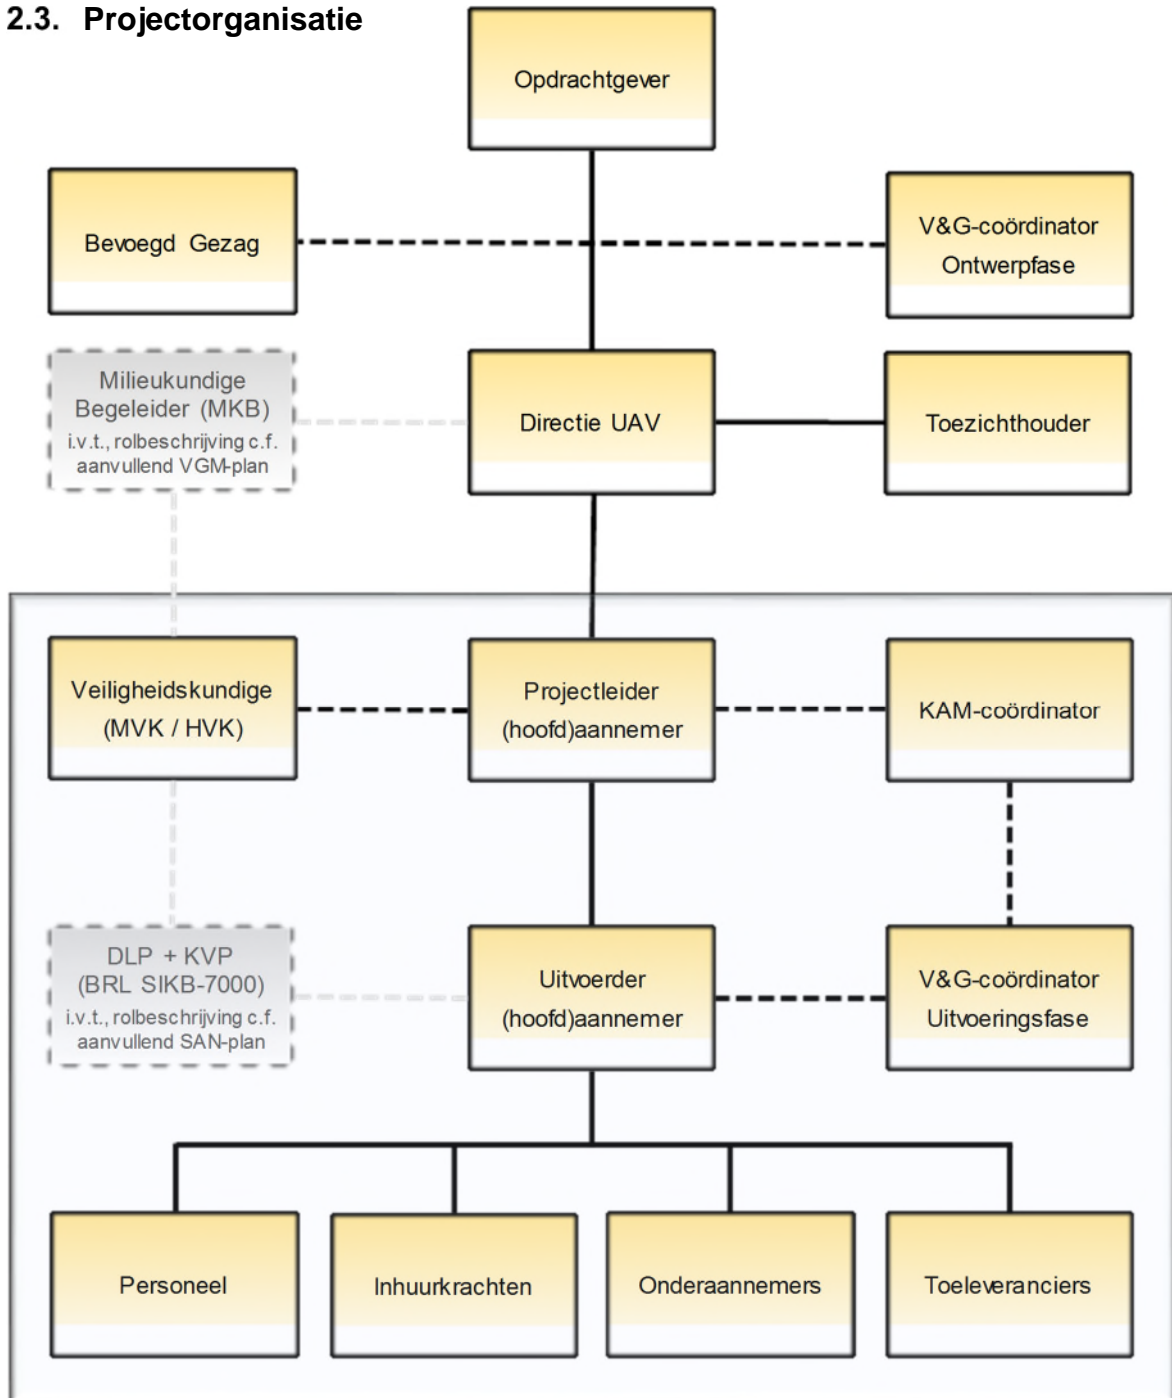 2.3. Projectorganisatie
Opdrachtgever
Bevoegd Gezag
V&G-coördinator
Ontwerpfase
Milieukundige
Begeleider (MKB)
i.v.t., rolbeschrijving c.f.
aanvullend VGM-plan
Directie UAV
Toezichthouder
Veiligheidskundige
(MVK / HVK)
Projectleider
(hoofd)aannemer
KAM-coördinator
DLP + KVP
(BRL SIKB-7000)
i.v.t., rolbeschrijving c.f.
aanvullend SAN-plan
Uitvoerder
(hoofd)aannemer
V&G-coördinator
Uitvoeringsfase
Personeel
Inhuurkrachten
Onderaannemers
Toeleveranciers